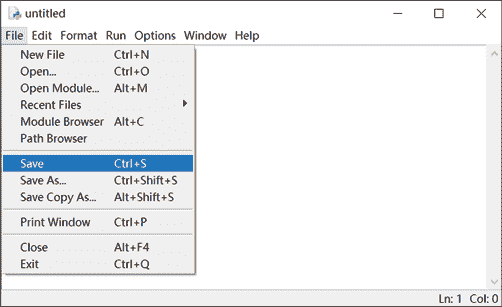 untitled
File Edit Format Run Options Window Help
New File Ctrl+N
Open... Ctrl+O
Open Module... Alt+M
Recent Files
Module Browser Alt+C
Path Browser
Save Ctrl+S
Save As... Ctrl+Shift+S
Save Copy As... Alt+Shift+S
Print Window Ctrl+P
Close Alt+F4
Exit Ctrl+Q
Ln: 1 Col: 0